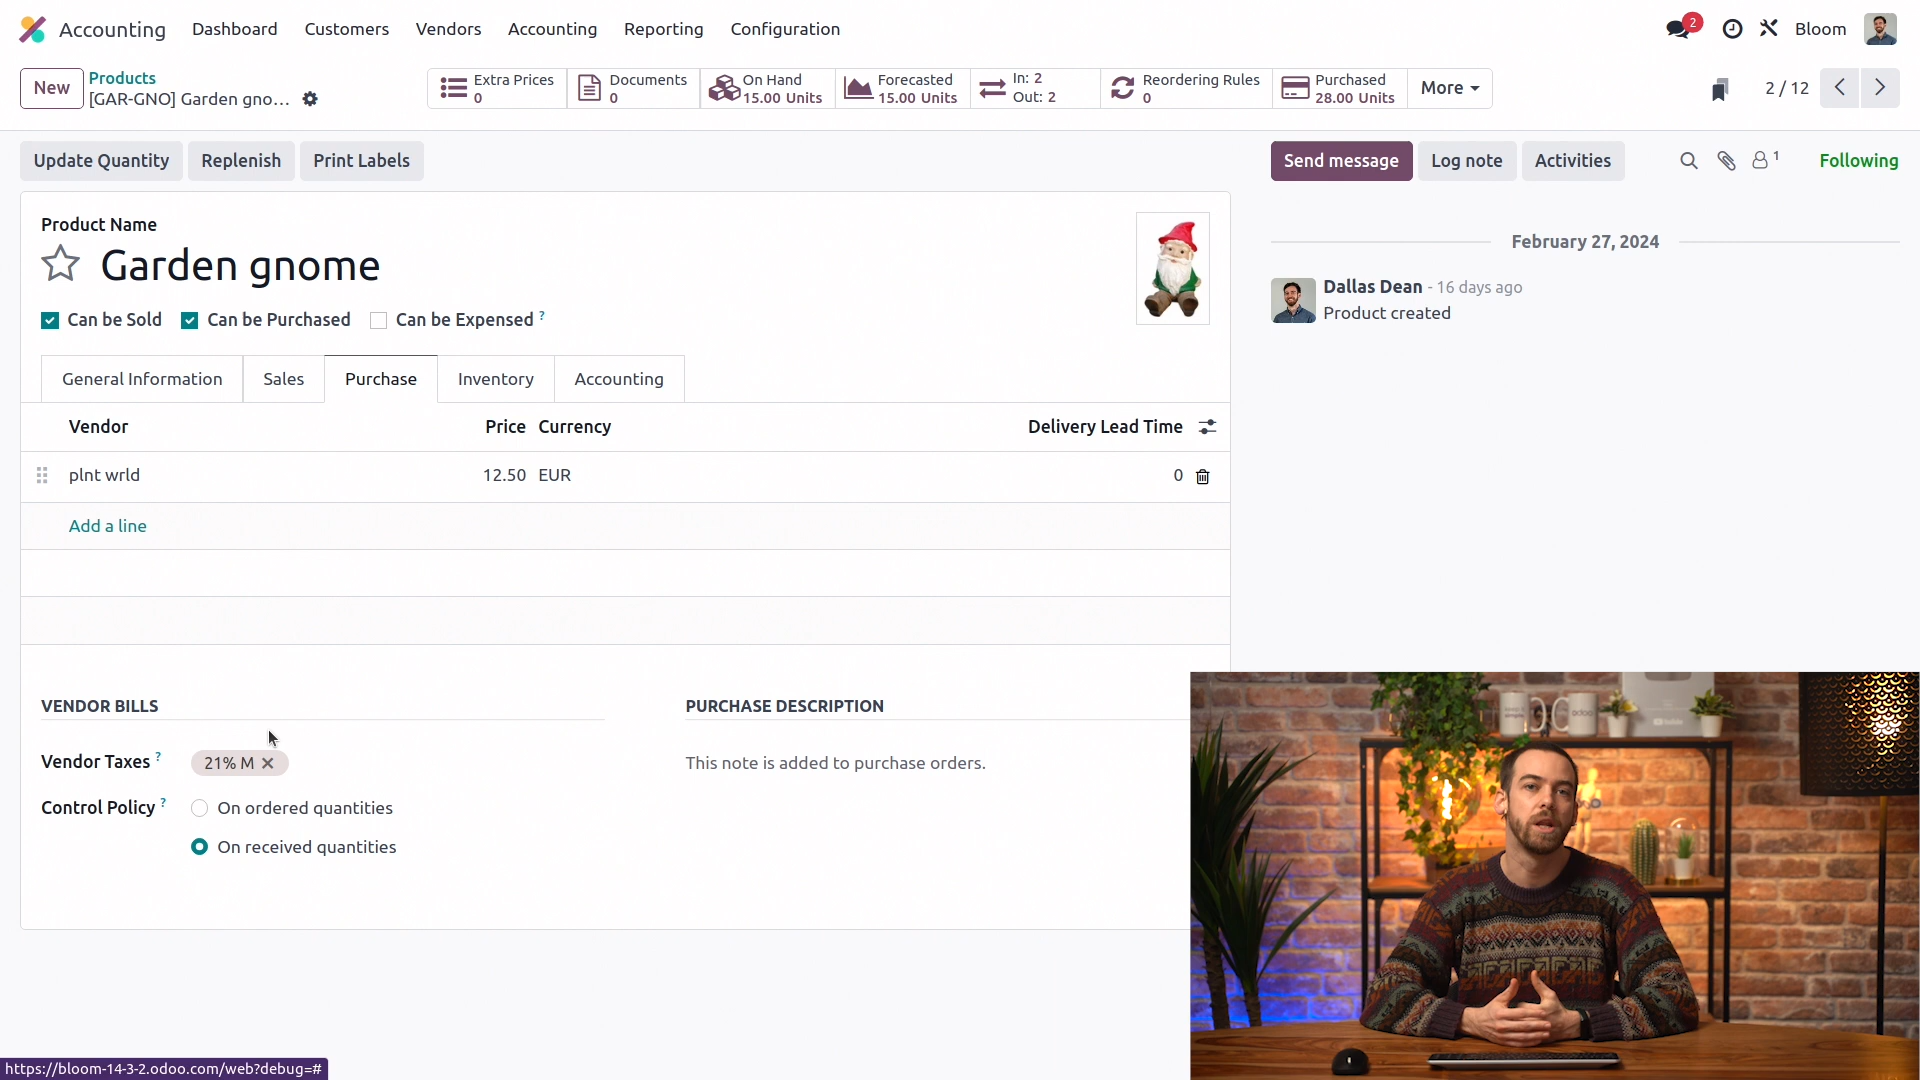 Accounting Dashboard Customers Vendors Accounting Reporting Configuration 2 Bloom
New Products
[GAR-GNO] Garden gno...
Extra Prices
0
Documents
0
On Hand
15.00 Units
Forecasted
15.00 Units
In: 2
Out: 2
Reordering Rules
0
Purchased
28.00 Units
More
2 / 12
Update Quantity Replenish Print Labels
Send message Log note Activities 1 Following
Product Name
Garden gnome
Can be Sold Can be Purchased Can be Expensed ?
February 27, 2024
Dallas Dean - 16 days ago
Product created
General Information Sales Purchase Inventory Accounting
Vendor Price Currency Delivery Lead Time
plnt wrld 12.50 EUR 0
Add a line
VENDOR BILLS
Vendor Taxes ? 21% M
Control Policy ? On ordered quantities
On received quantities
PURCHASE DESCRIPTION
This note is added to purchase orders.
https://bloom-14-3-2.odoo.com/web?debug=#